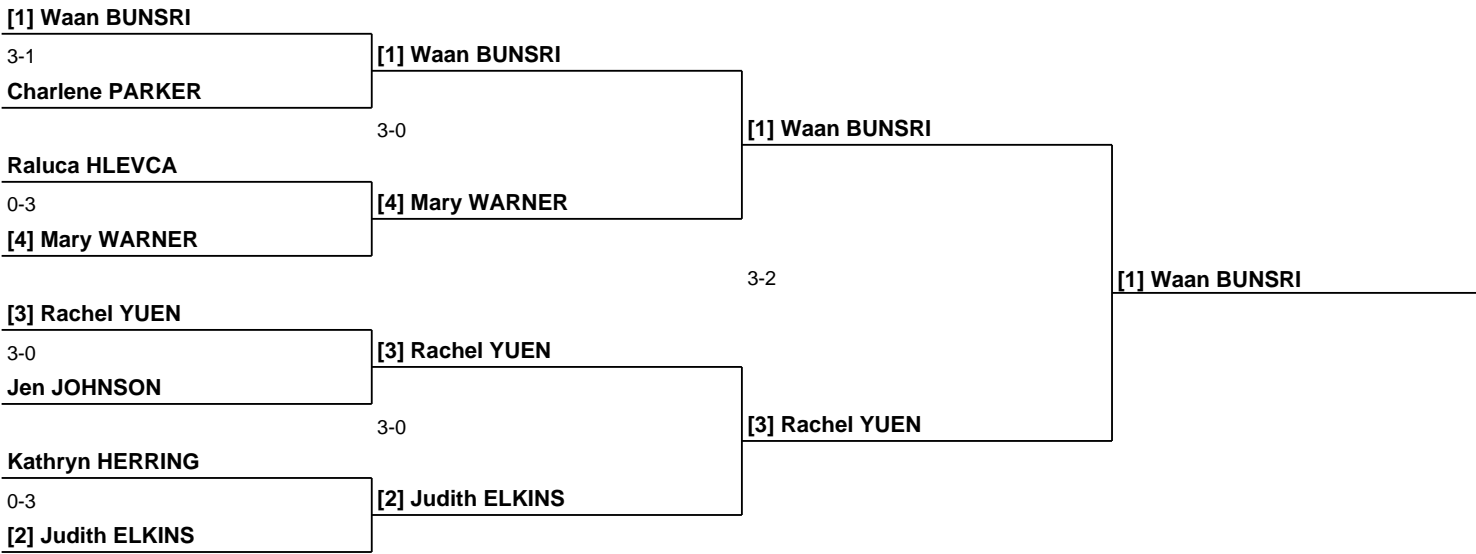 [1] Waan BUNSRI
3-1
[1] Waan BUNSRI
Charlene PARKER
3-0
[1] Waan BUNSRI
Raluca HLEVCA
0-3
[4] Mary WARNER
[4] Mary WARNER
3-2
[1] Waan BUNSRI
[3] Rachel YUEN
3-0
[3] Rachel YUEN
Jen JOHNSON
3-0
[3] Rachel YUEN
Kathryn HERRING
0-3
[2] Judith ELKINS
[2] Judith ELKINS